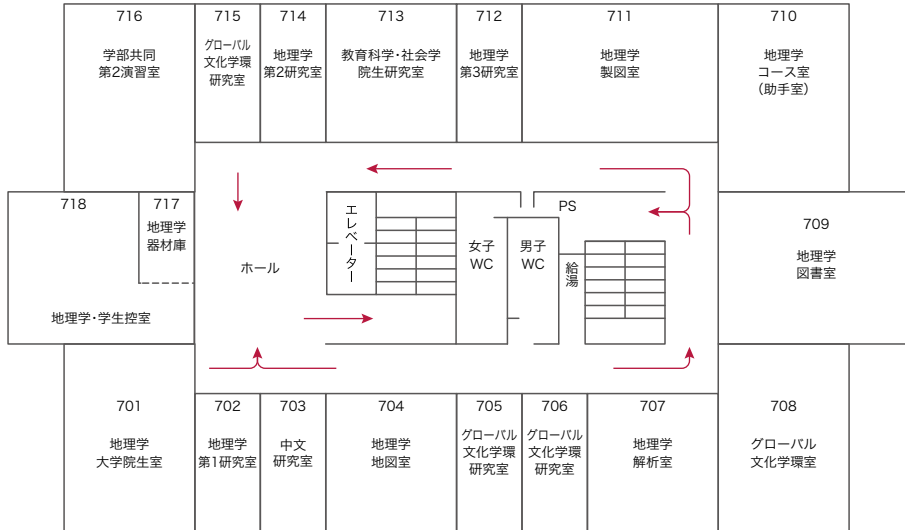 716
学部共同
第2演習室
715
グローバル
文化学環
研究室
714
地理学
第2研究室
713
教育科学・社会学
院生研究室
712
地理学
第3研究室
711
地理学
製図室
710
地理学
コース室
（助手室）
718
地理学・学生控室
717
地理学
器材庫
ホール
エレベーター
女子
WC
男子
WC
PS
給湯
709
地理学
図書室
701
地理学
大学院生室
702
地理学
第1研究室
703
中文
研究室
704
地理学
地図室
705
グローバル
文化学環
研究室
706
グローバル
文化学環
研究室
707
地理学
解析室
708
グローバル
文化学環室